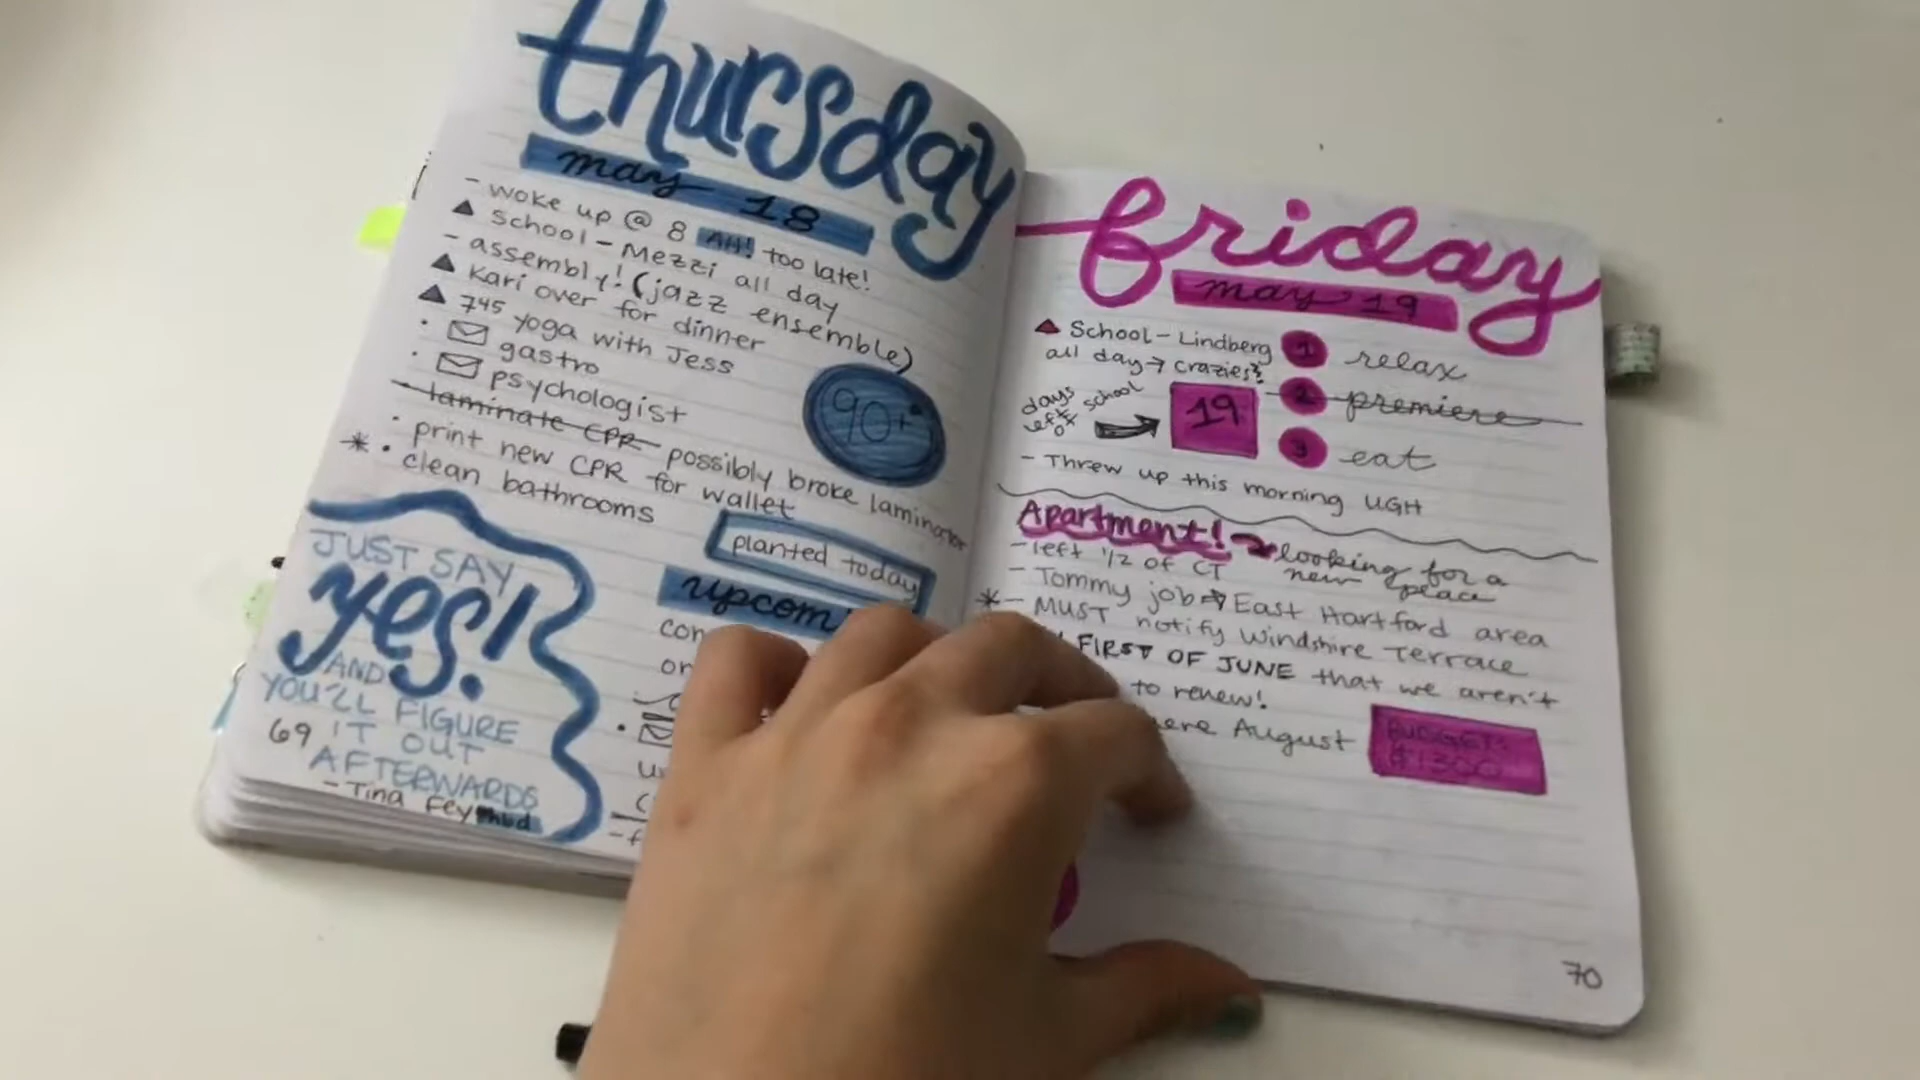 thursday
may 18
- woke up @ 8 AH! too late!
▲ School - Mezzi all day
- assembly! (jazz ensemble)
▲ Kari over for dinner
▲ 745 yoga with Jess
• gastro
• psychologist
90+°
- laminate CPR - possibly broke laminator
• print new CPR for wallet
* • clean bathrooms
planted today
JUST SAY
yes!
AND
YOU'LL FIGURE
IT OUT
AFTERWARDS
- Tina Fey
69
upcom
con
on
friday
may 19
▲ School - Lindberg
all day → crazies
days
left of school
19
1 relax
2 premiere
3 eat
- Threw up this morning UGH
Apartment! → looking for a
new place
- left 1/2 of CT
- Tommy job → East Hartford area
* - MUST notify Windshire Terrace
FIRST OF JUNE that we aren't
to renew!
ere August
BUDGET:
$1300
70